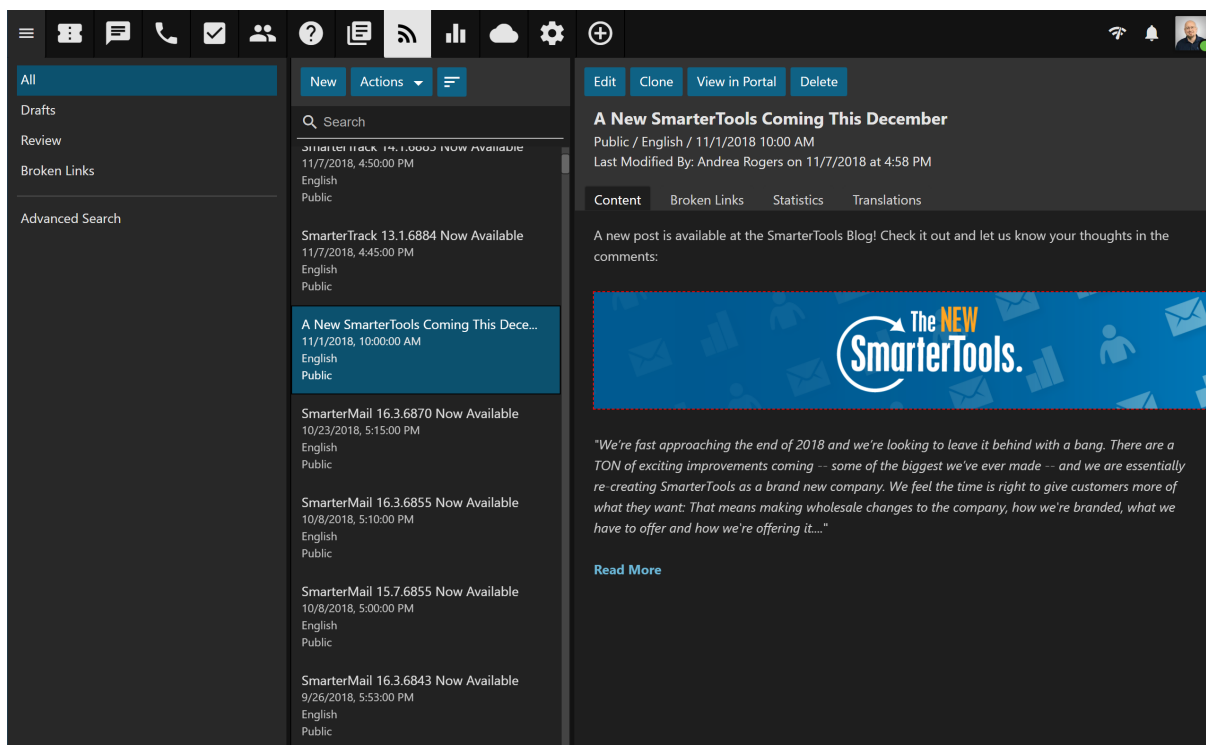 All
Drafts
Review
Broken Links
Advanced Search
New
Actions
Search
SmarterTrack 14.1.6885 Now Available
11/7/2018, 4:50:00 PM
English
Public
SmarterTrack 13.1.6884 Now Available
11/7/2018, 4:45:00 PM
English
Public
A New SmarterTools Coming This Dece...
11/1/2018, 10:00:00 AM
English
Public
SmarterMail 16.3.6870 Now Available
10/23/2018, 5:15:00 PM
English
Public
SmarterMail 16.3.6855 Now Available
10/8/2018, 5:10:00 PM
English
Public
SmarterMail 15.7.6855 Now Available
10/8/2018, 5:00:00 PM
English
Public
SmarterMail 16.3.6843 Now Available
9/26/2018, 5:53:00 PM
English
Public
Edit
Clone
View in Portal
Delete
A New SmarterTools Coming This December
Public / English / 11/1/2018 10:00 AM
Last Modified By: Andrea Rogers on 11/7/2018 at 4:58 PM
Content
Broken Links
Statistics
Translations
A new post is available at the SmarterTools Blog! Check it out and let us know your thoughts in the
comments:
The NEW
SmarterTools.
"We're fast approaching the end of 2018 and we're looking to leave it behind with a bang. There are a
TON of exciting improvements coming -- some of the biggest we've ever made -- and we are essentially
re-creating SmarterTools as a brand new company. We feel the time is right to give customers more of
what they want: That means making wholesale changes to the company, how we're branded, what we
have to offer and how we're offering it...."
Read More